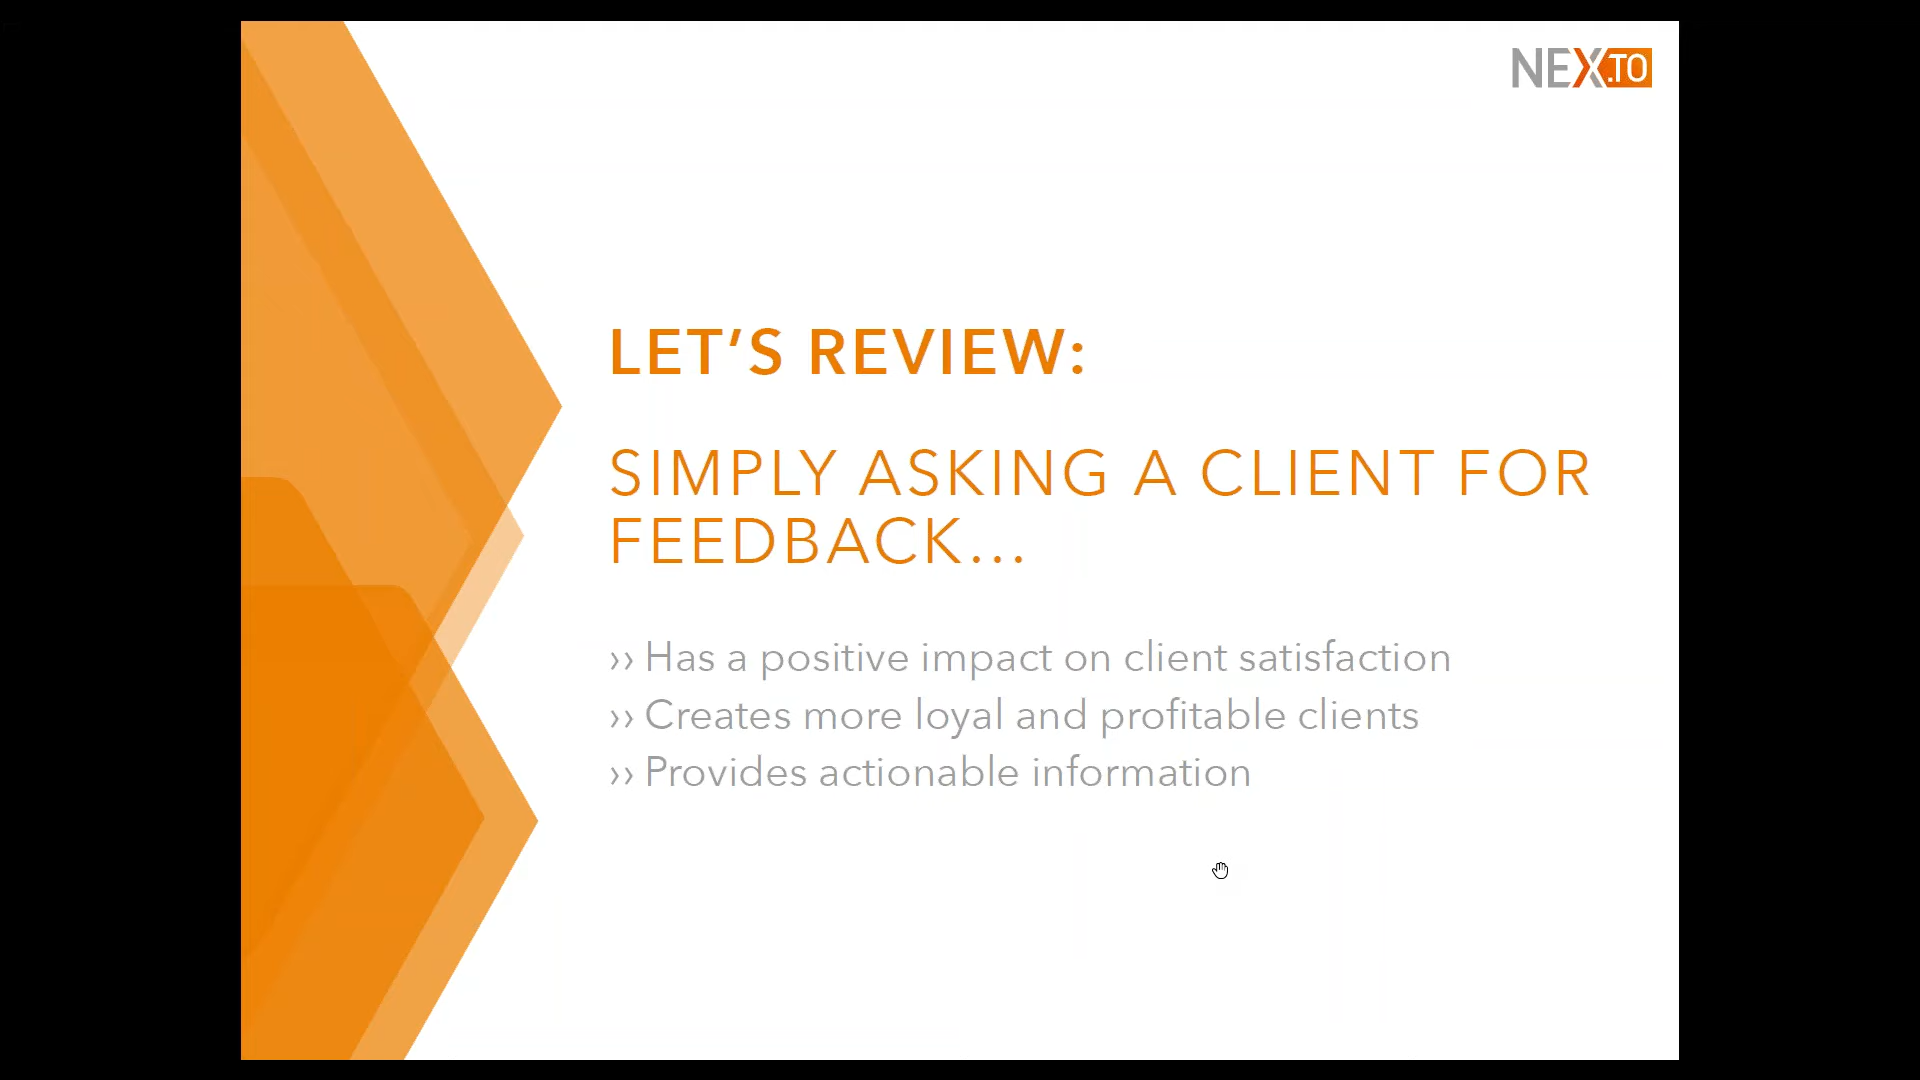 NEX.TO
LET’S REVIEW:
SIMPLY ASKING A CLIENT FOR
FEEDBACK...
›› Has a positive impact on client satisfaction
›› Creates more loyal and profitable clients
›› Provides actionable information